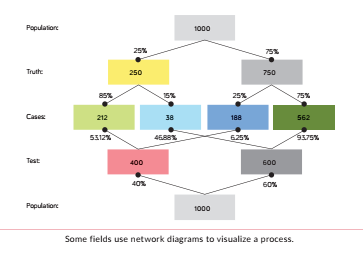 Population: 1000
25% 75%
Truth: 250 750
85% 15% 25% 75%
Cases: 212 38 188 562
53.12% 46.88% 6.25% 93.75%
Test: 400 600
40% 60%
Population: 1000
Some fields use network diagrams to visualize a process.